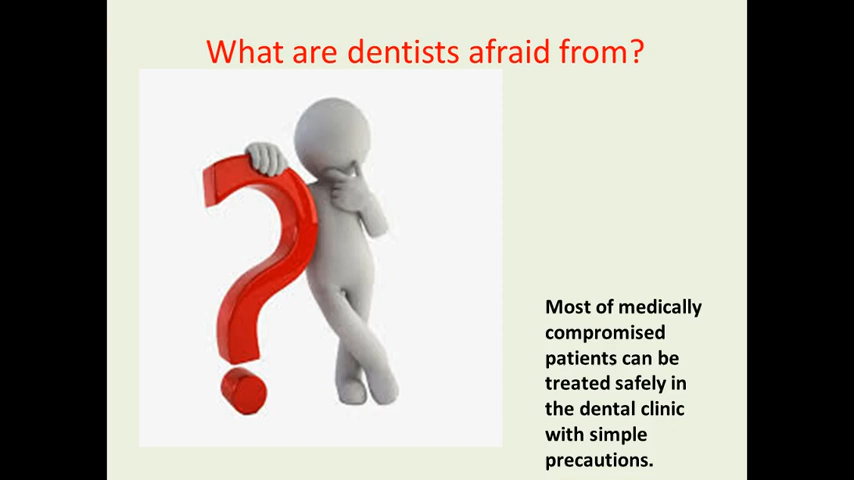 What are dentists afraid from?
Most of medically
compromised
patients can be
treated safely in
the dental clinic
with simple
precautions.